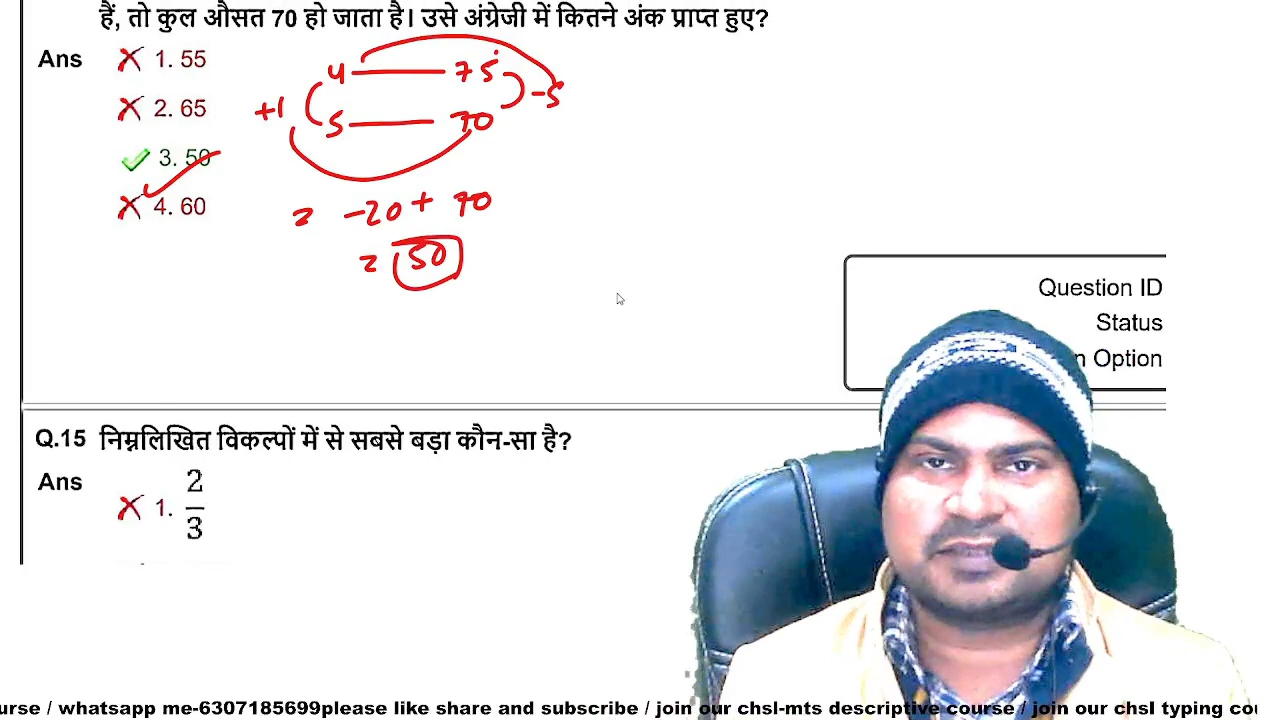 हैं, तो कुल औसत 70 हो जाता है। उसे अंग्रेजी में कितने अंक प्राप्त हुए?
Ans 1. 55
2. 65
3. 50
4. 60
4 75
+1 -5
5 70
= -20 + 70
= 50
Question ID
Status
n Option
Q.15 निम्नलिखित विकल्पों में से सबसे बड़ा कौन-सा है?
Ans 1. 2/3
urse / whatsapp me-6307185699please like share and subscribe / join our chsl-mts descriptive course / join our chsl typing cou